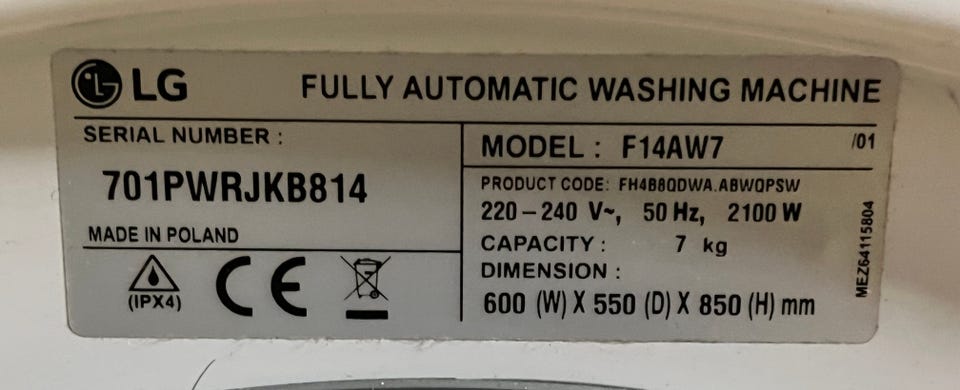 LG
FULLY AUTOMATIC WASHING MACHINE
SERIAL NUMBER :
701PWRJKB814
MADE IN POLAND
(IPX4)
CE
MODEL : F14AW7 /01
PRODUCT CODE: FH4B8QDWA.ABWQPSW
220 – 240 V~, 50 Hz, 2100 W
CAPACITY : 7 kg
DIMENSION :
600 (W) X 550 (D) X 850 (H) mm
MEZ64115804